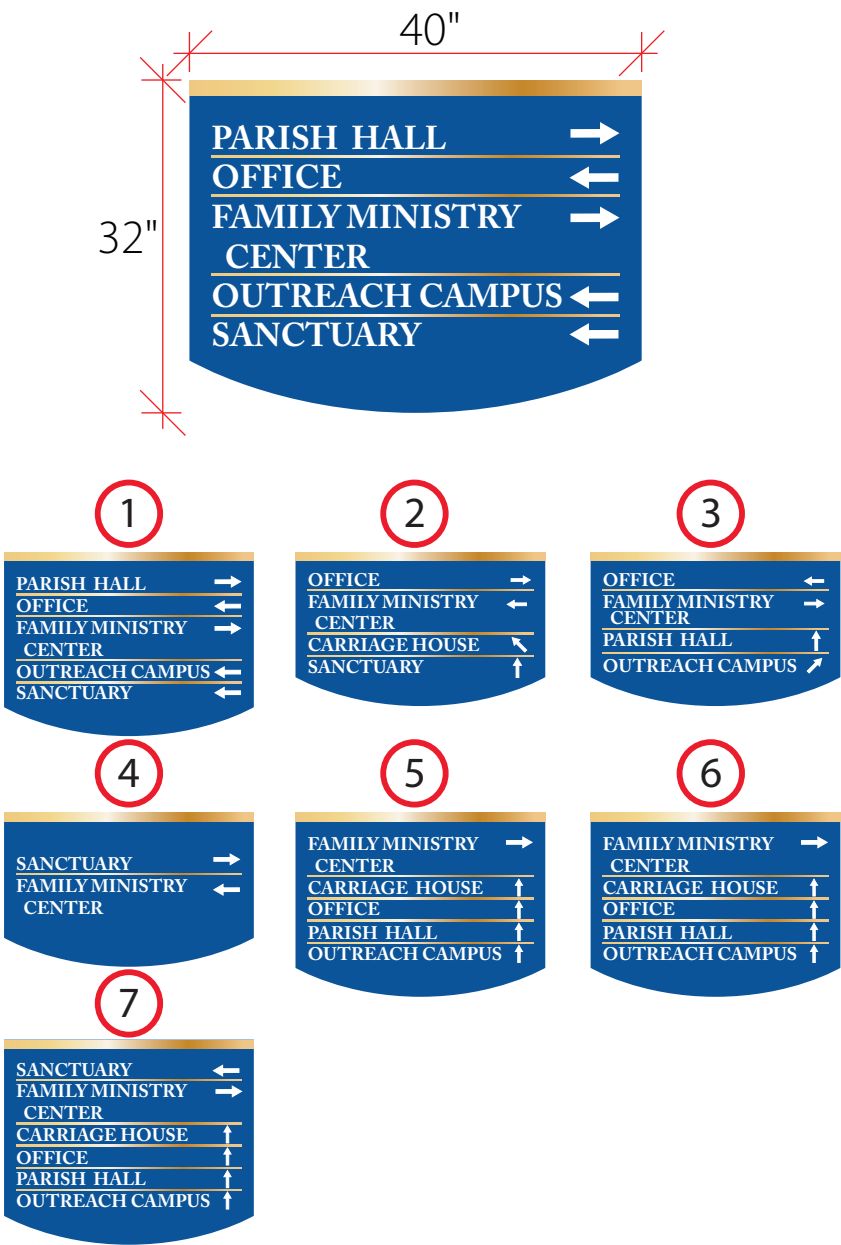 40"
32"
PARISH HALL
OFFICE
FAMILY MINISTRY
CENTER
OUTREACH CAMPUS
SANCTUARY
1
PARISH HALL
OFFICE
FAMILY MINISTRY
CENTER
OUTREACH CAMPUS
SANCTUARY
2
OFFICE
FAMILY MINISTRY
CENTER
CARRIAGE HOUSE
SANCTUARY
3
OFFICE
FAMILY MINISTRY
CENTER
PARISH HALL
OUTREACH CAMPUS
4
SANCTUARY
FAMILY MINISTRY
CENTER
5
FAMILY MINISTRY
CENTER
CARRIAGE HOUSE
OFFICE
PARISH HALL
OUTREACH CAMPUS
6
FAMILY MINISTRY
CENTER
CARRIAGE HOUSE
OFFICE
PARISH HALL
OUTREACH CAMPUS
7
SANCTUARY
FAMILY MINISTRY
CENTER
CARRIAGE HOUSE
OFFICE
PARISH HALL
OUTREACH CAMPUS